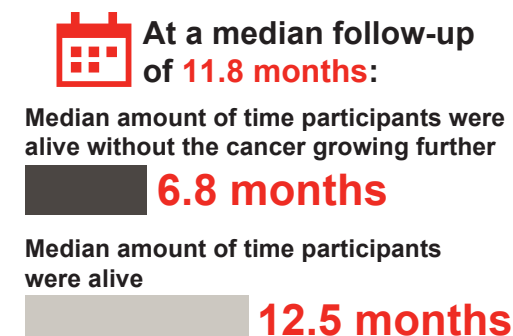 At a median follow-up
of 11.8 months:
Median amount of time participants were
alive without the cancer growing further
6.8 months
Median amount of time participants
were alive
12.5 months